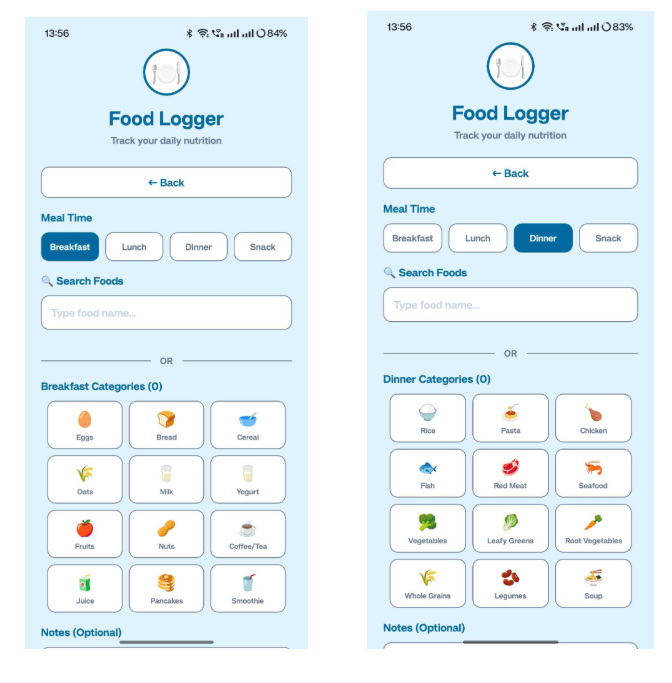 13:56 84%
Food Logger
Track your daily nutrition
← Back
Meal Time
Breakfast Lunch Dinner Snack
Search Foods
Type food name...
OR
Breakfast Categories (0)
Eggs Bread Cereal
Oats Milk Yogurt
Fruits Nuts Coffee/Tea
Juice Pancakes Smoothie
Notes (Optional)
13:56 83%
Food Logger
Track your daily nutrition
← Back
Meal Time
Breakfast Lunch Dinner Snack
Search Foods
Type food name...
OR
Dinner Categories (0)
Rice Pasta Chicken
Fish Red Meat Seafood
Vegetables Leafy Greens Root Vegetables
Whole Grains Legumes Soup
Notes (Optional)